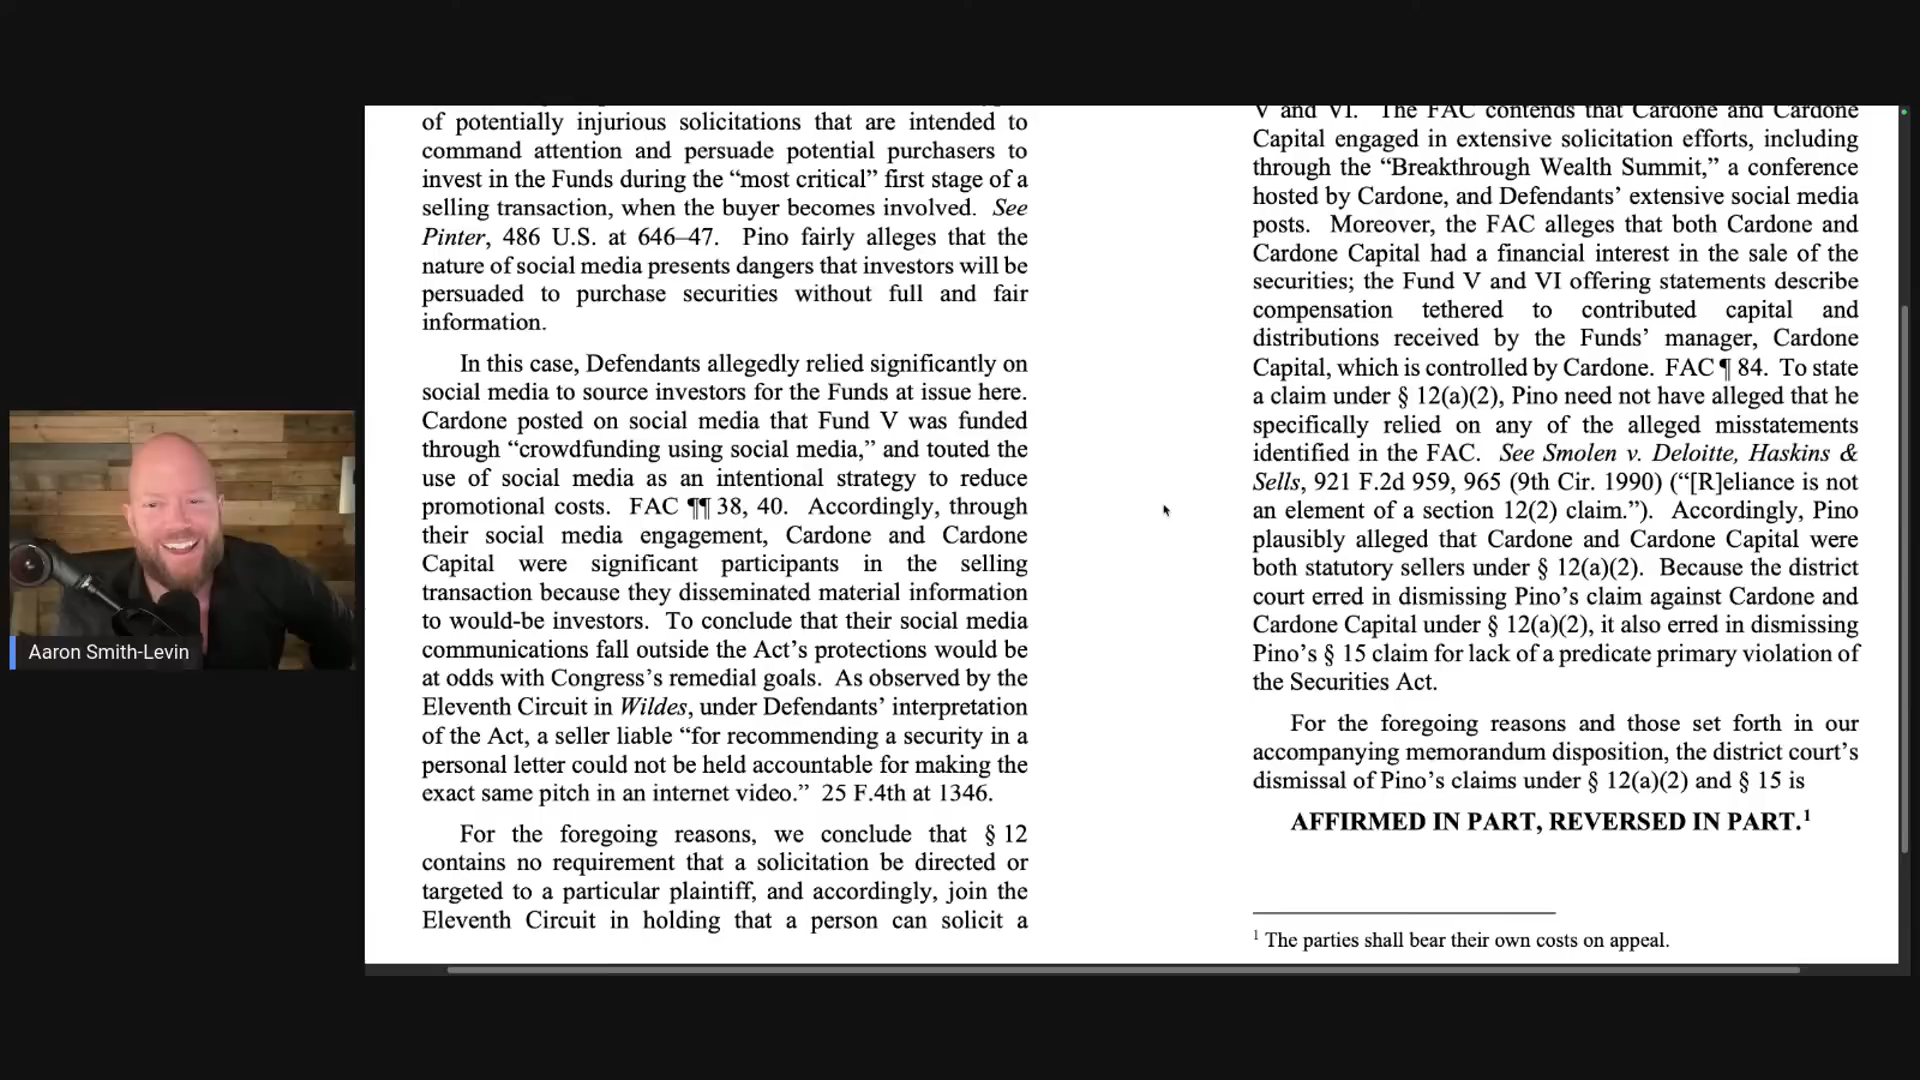 of potentially injurious solicitations that are intended to
command attention and persuade potential purchasers to
invest in the Funds during the “most critical” first stage of a
selling transaction, when the buyer becomes involved. See
Pinter, 486 U.S. at 646–47. Pino fairly alleges that the
nature of social media presents dangers that investors will be
persuaded to purchase securities without full and fair
information.
In this case, Defendants allegedly relied significantly on
social media to source investors for the Funds at issue here.
Cardone posted on social media that Fund V was funded
through “crowdfunding using social media,” and touted the
use of social media as an intentional strategy to reduce
promotional costs. FAC ¶¶ 38, 40. Accordingly, through
their social media engagement, Cardone and Cardone
Capital were significant participants in the selling
transaction because they disseminated material information
to would-be investors. To conclude that their social media
communications fall outside the Act’s protections would be
at odds with Congress’s remedial goals. As observed by the
Eleventh Circuit in Wildes, under Defendants’ interpretation
of the Act, a seller liable “for recommending a security in a
personal letter could not be held accountable for making the
exact same pitch in an internet video.” 25 F.4th at 1346.
For the foregoing reasons, we conclude that § 12
contains no requirement that a solicitation be directed or
targeted to a particular plaintiff, and accordingly, join the
Eleventh Circuit in holding that a person can solicit a
V and VI. The FAC contends that Cardone and Cardone
Capital engaged in extensive solicitation efforts, including
through the “Breakthrough Wealth Summit,” a conference
hosted by Cardone, and Defendants’ extensive social media
posts. Moreover, the FAC alleges that both Cardone and
Cardone Capital had a financial interest in the sale of the
securities; the Fund V and VI offering statements describe
compensation tethered to contributed capital and
distributions received by the Funds’ manager, Cardone
Capital, which is controlled by Cardone. FAC ¶ 84. To state
a claim under § 12(a)(2), Pino need not have alleged that he
specifically relied on any of the alleged misstatements
identified in the FAC. See Smolen v. Deloitte, Haskins &
Sells, 921 F.2d 959, 965 (9th Cir. 1990) (“[R]eliance is not
an element of a section 12(2) claim.”). Accordingly, Pino
plausibly alleged that Cardone and Cardone Capital were
both statutory sellers under § 12(a)(2). Because the district
court erred in dismissing Pino’s claim against Cardone and
Cardone Capital under § 12(a)(2), it also erred in dismissing
Pino’s § 15 claim for lack of a predicate primary violation of
the Securities Act.
For the foregoing reasons and those set forth in our
accompanying memorandum disposition, the district court’s
dismissal of Pino’s claims under § 12(a)(2) and § 15 is
AFFIRMED IN PART, REVERSED IN PART.¹
¹ The parties shall bear their own costs on appeal.
Aaron Smith-Levin